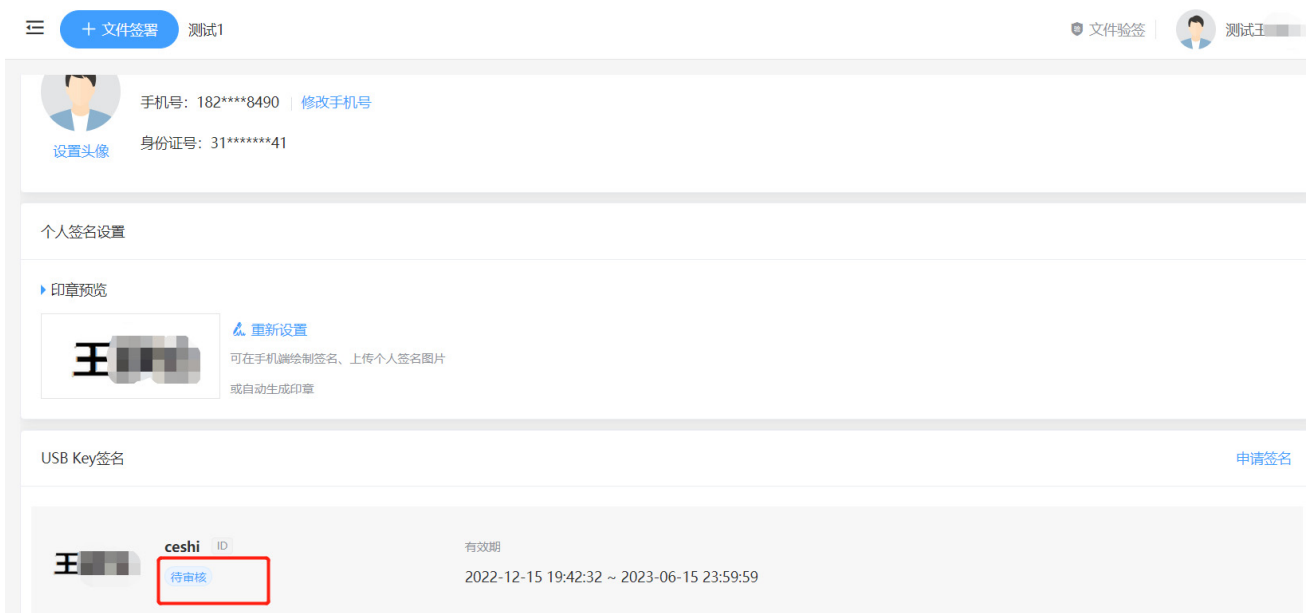 文件签署 测试1 文件验签 测试王
手机号：182****8490 修改手机号
身份证号：31*******41
设置头像
个人签名设置
印章预览
重新设置
王
可在手机端绘制签名、上传个人签名图片
或自动生成印章
USB Key签名 申请签名
ceshi ID 有效期
王
待审核 2022-12-15 19:42:32 ~ 2023-06-15 23:59:59